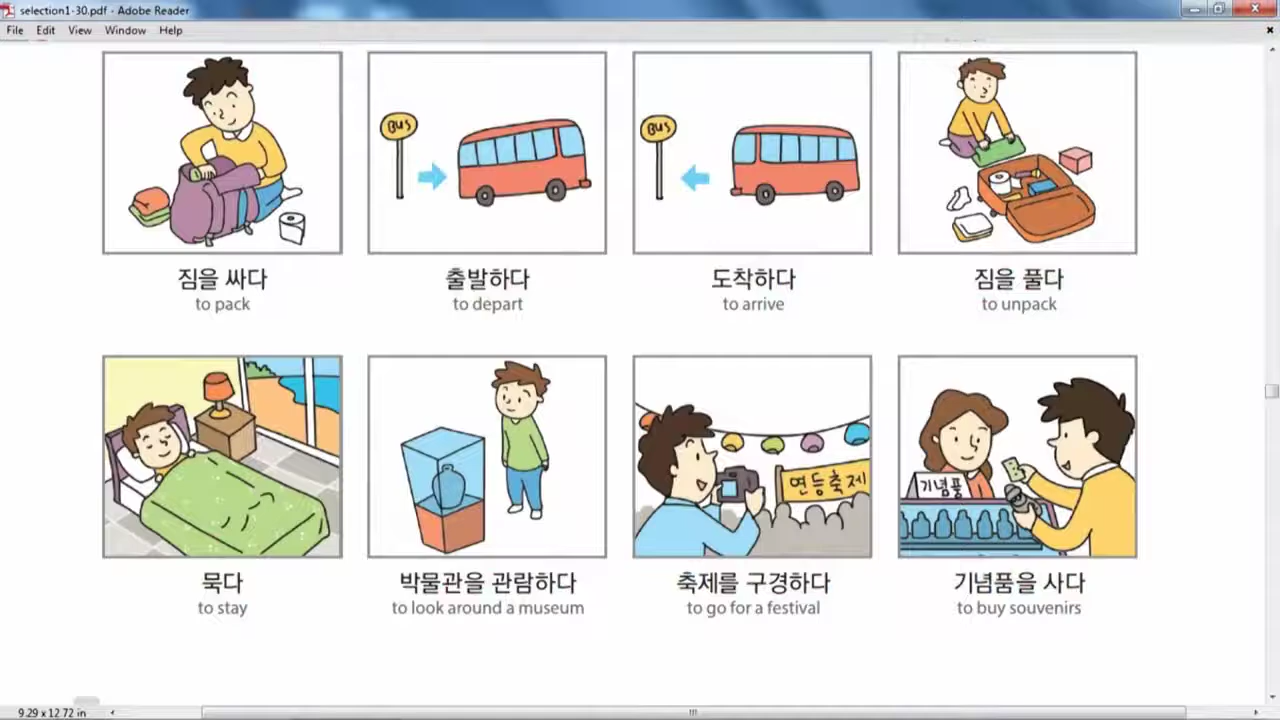 selection1-30.pdf - Adobe Reader
File Edit View Window Help
BUS
BUS
짐을 싸다
출발하다
도착하다
짐을 풀다
to pack
to depart
to arrive
to unpack
연등축제
기념품
묵다
박물관을 관람하다
축제를 구경하다
기념품을 사다
to stay
to look around a museum
to go for a festival
to buy souvenirs
9.29 x 12.72 in